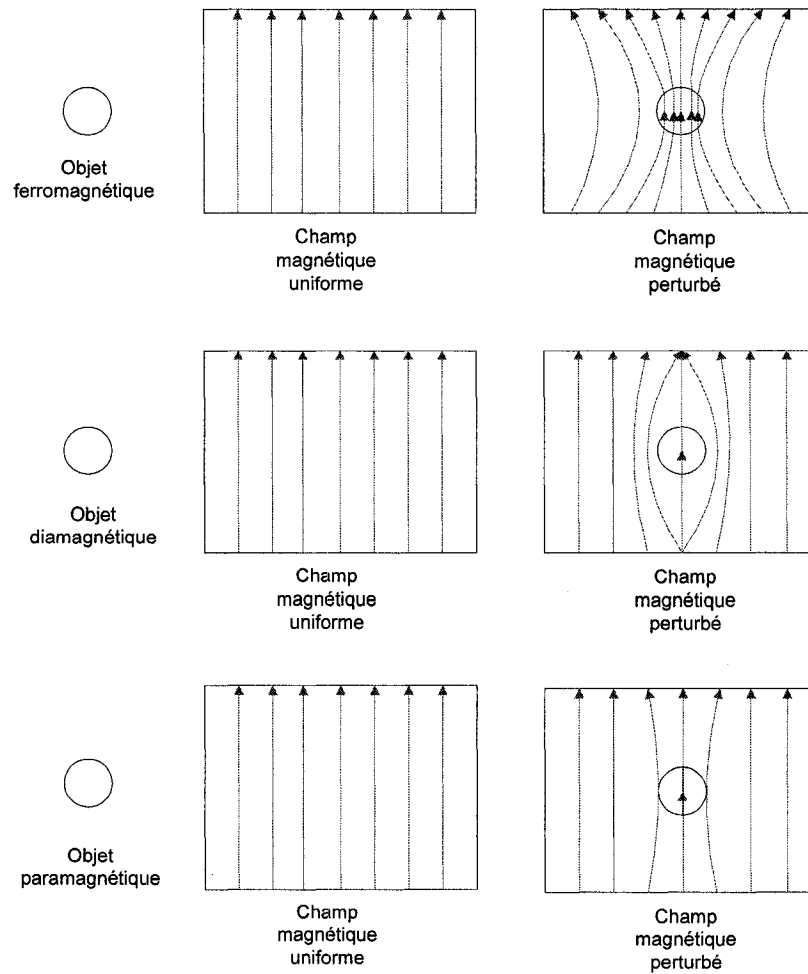 Objet
ferromagnétique
Champ
magnétique
uniforme
Champ
magnétique
perturbé
Objet
diamagnétique
Champ
magnétique
uniforme
Champ
magnétique
perturbé
Objet
paramagnétique
Champ
magnétique
uniforme
Champ
magnétique
perturbé